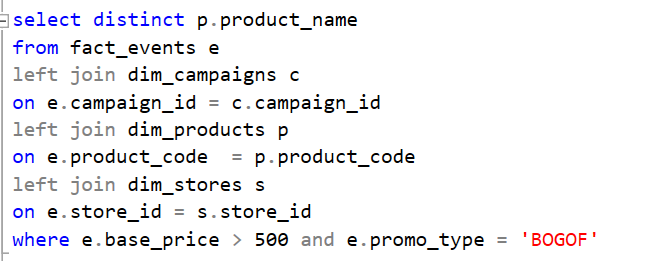 select distinct p.product_name
from fact_events e
left join dim_campaigns c
on e.campaign_id = c.campaign_id
left join dim_products p
on e.product_code  = p.product_code
left join dim_stores s
on e.store_id = s.store_id
where e.base_price > 500 and e.promo_type = 'BOGOF'